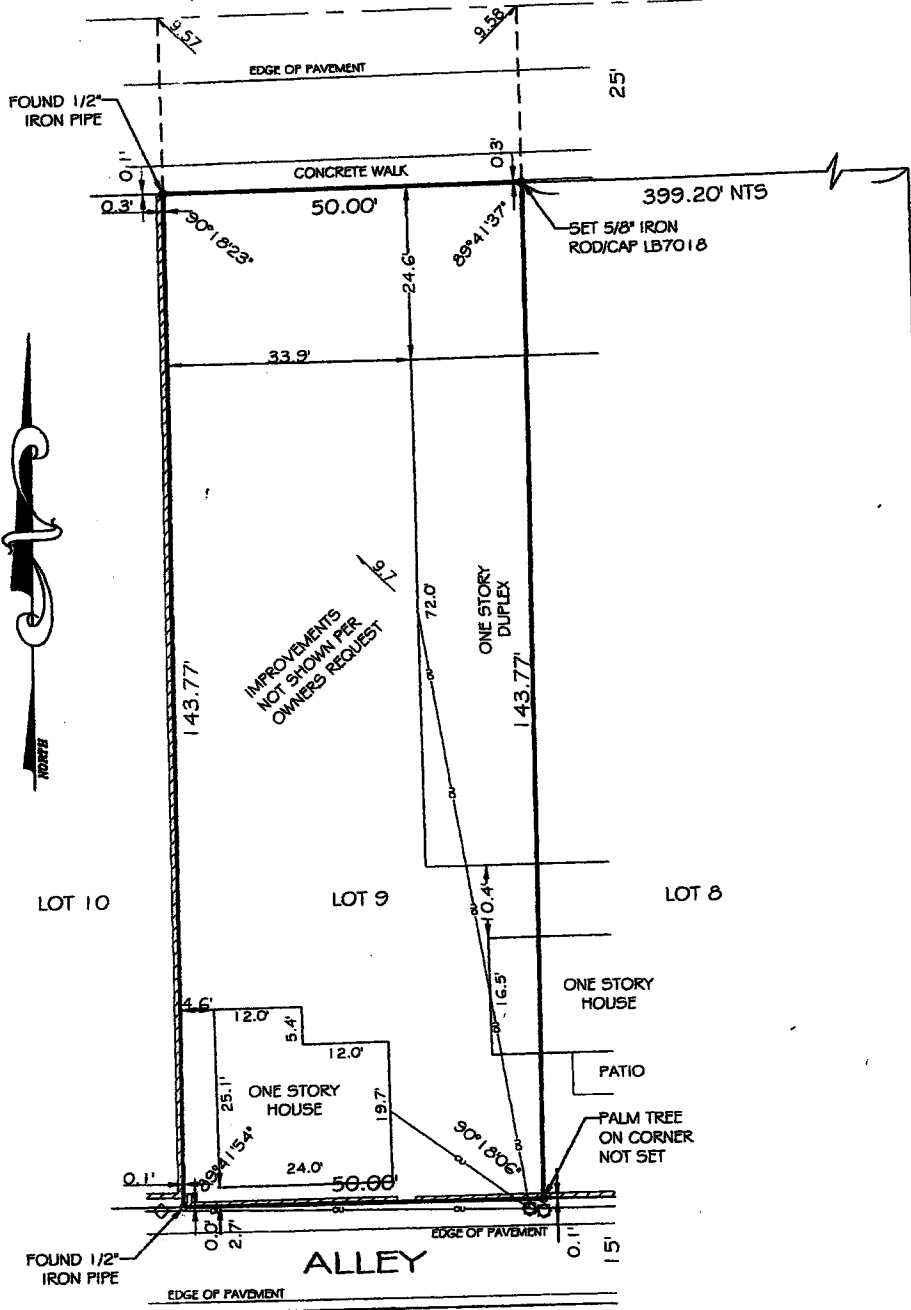 9.57
9.58
EDGE OF PAVEMENT
25'
FOUND 1/2"
IRON PIPE
0.1'
0.3'
CONCRETE WALK
0.3'
50.00'
399.20' NTS
90°18'23"
89°41'37"
SET 5/8" IRON
ROD/CAP LB7018
24.6'
33.9'
9.7
72.0'
ONE STORY
DUPLEX
IMPROVEMENTS
NOT SHOWN PER
OWNERS REQUEST
143.77'
143.77'
NORTH
LOT 10
LOT 9
LOT 8
10.4'
16.5'
ONE STORY
HOUSE
4.6'
12.0'
5.4'
12.0'
PATIO
25.1'
ONE STORY
HOUSE
19.7'
PALM TREE
ON CORNER
NOT SET
90°18'06"
89°41'54"
24.0'
50.00'
0.1'
0.0'
2.7'
EDGE OF PAVEMENT
0.1'
15'
FOUND 1/2"
IRON PIPE
ALLEY
EDGE OF PAVEMENT